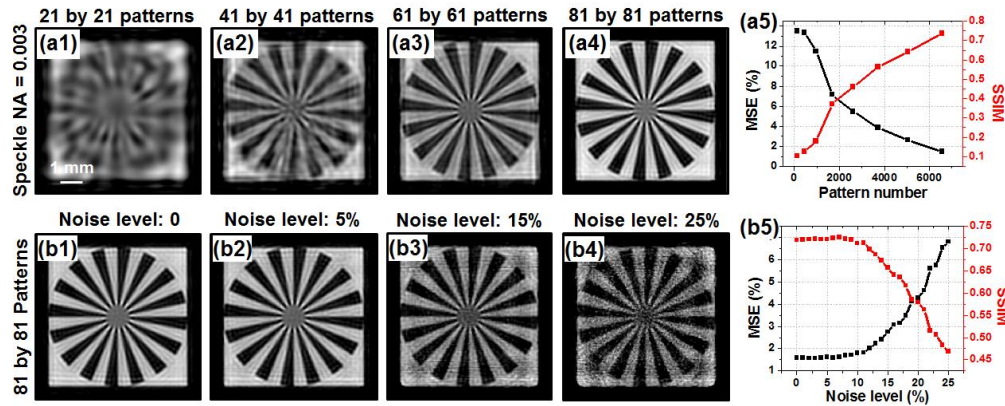 21 by 21 patterns
41 by 41 patterns
61 by 61 patterns
81 by 81 patterns
Speckle NA = 0.003
(a1)
(a2)
(a3)
(a4)
1 mm
(a5)
14
12
10
8
6
4
2
0
MSE (%)
0.8
0.7
0.6
0.5
0.4
0.3
0.2
0.1
SSIM
0 2000 4000 6000
Pattern number
Noise level: 0
Noise level: 5%
Noise level: 15%
Noise level: 25%
81 by 81 Patterns
(b1)
(b2)
(b3)
(b4)
(b5)
7
6
5
4
3
2
1
MSE (%)
0.75
0.70
0.65
0.60
0.55
0.50
0.45
SSIM
0 5 10 15 20 25
Noise level (%)